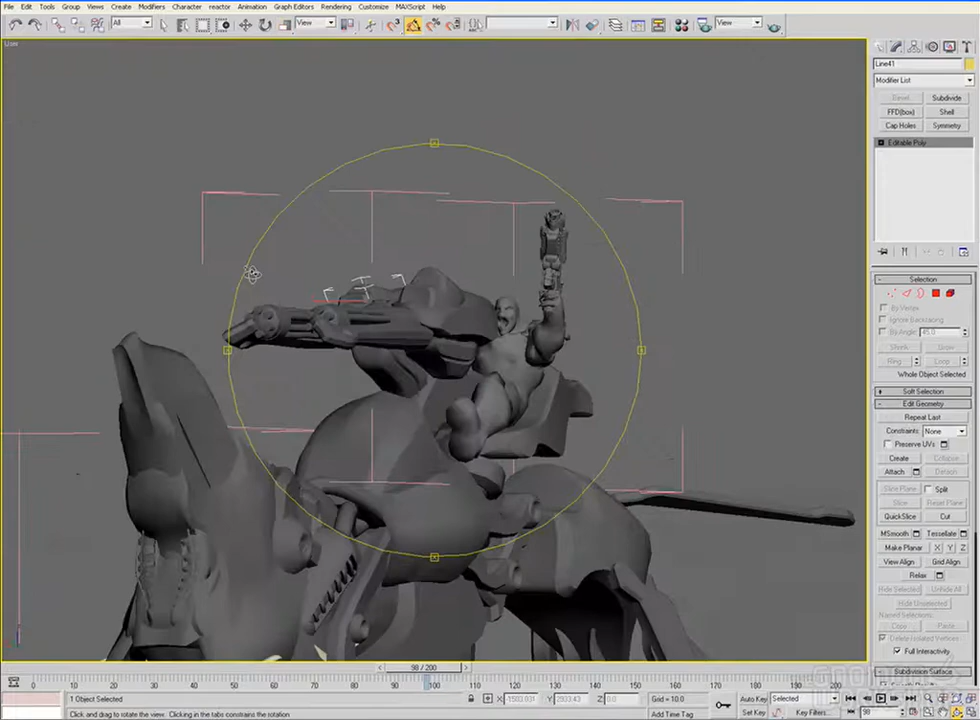 File Edit Tools Group Views Create Modifiers Character reactor Animation Graph Editors Rendering Customize MAXScript Help
All View View
User
Line41
Modifier List
Subdivide
FFD(box) Shell
Cap Holes Symmetry
Editable Poly
Selection
By Vertex
Ignore Backfacing
By Angle: 45.0
Shrink Grow
Ring Loop
Whole Object Selected
Soft Selection
Edit Geometry
Repeat Last
Constraints: None
Preserve UVs
Create Collapse
Attach Detach
Slice Plane Split
Slice Reset Plane
QuickSlice Cut
MSmooth Tessellate
Make Planar X Y Z
View Align Grid Align
Relax
Hide Selected Unhide All
Hide Unselected
Named Selections:
Copy Paste
Delete Isolated Vertices
Full Interactivity
Subdivision Surface
98 / 200
0 10 20 30 40 50 60 70 80 90 100 110 120 130 140 150 160 170 180 190 200
1 Object Selected X: Y: Z: 0.0 Grid = 10.0 Auto Key Selected
Click and drag to rotate the view. Clicking in the tabs constrains the rotation Add Time Tag Set Key Key Filters... 98